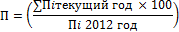 П = (∑Пiтекущий год × 100 / Пi 2012 год)